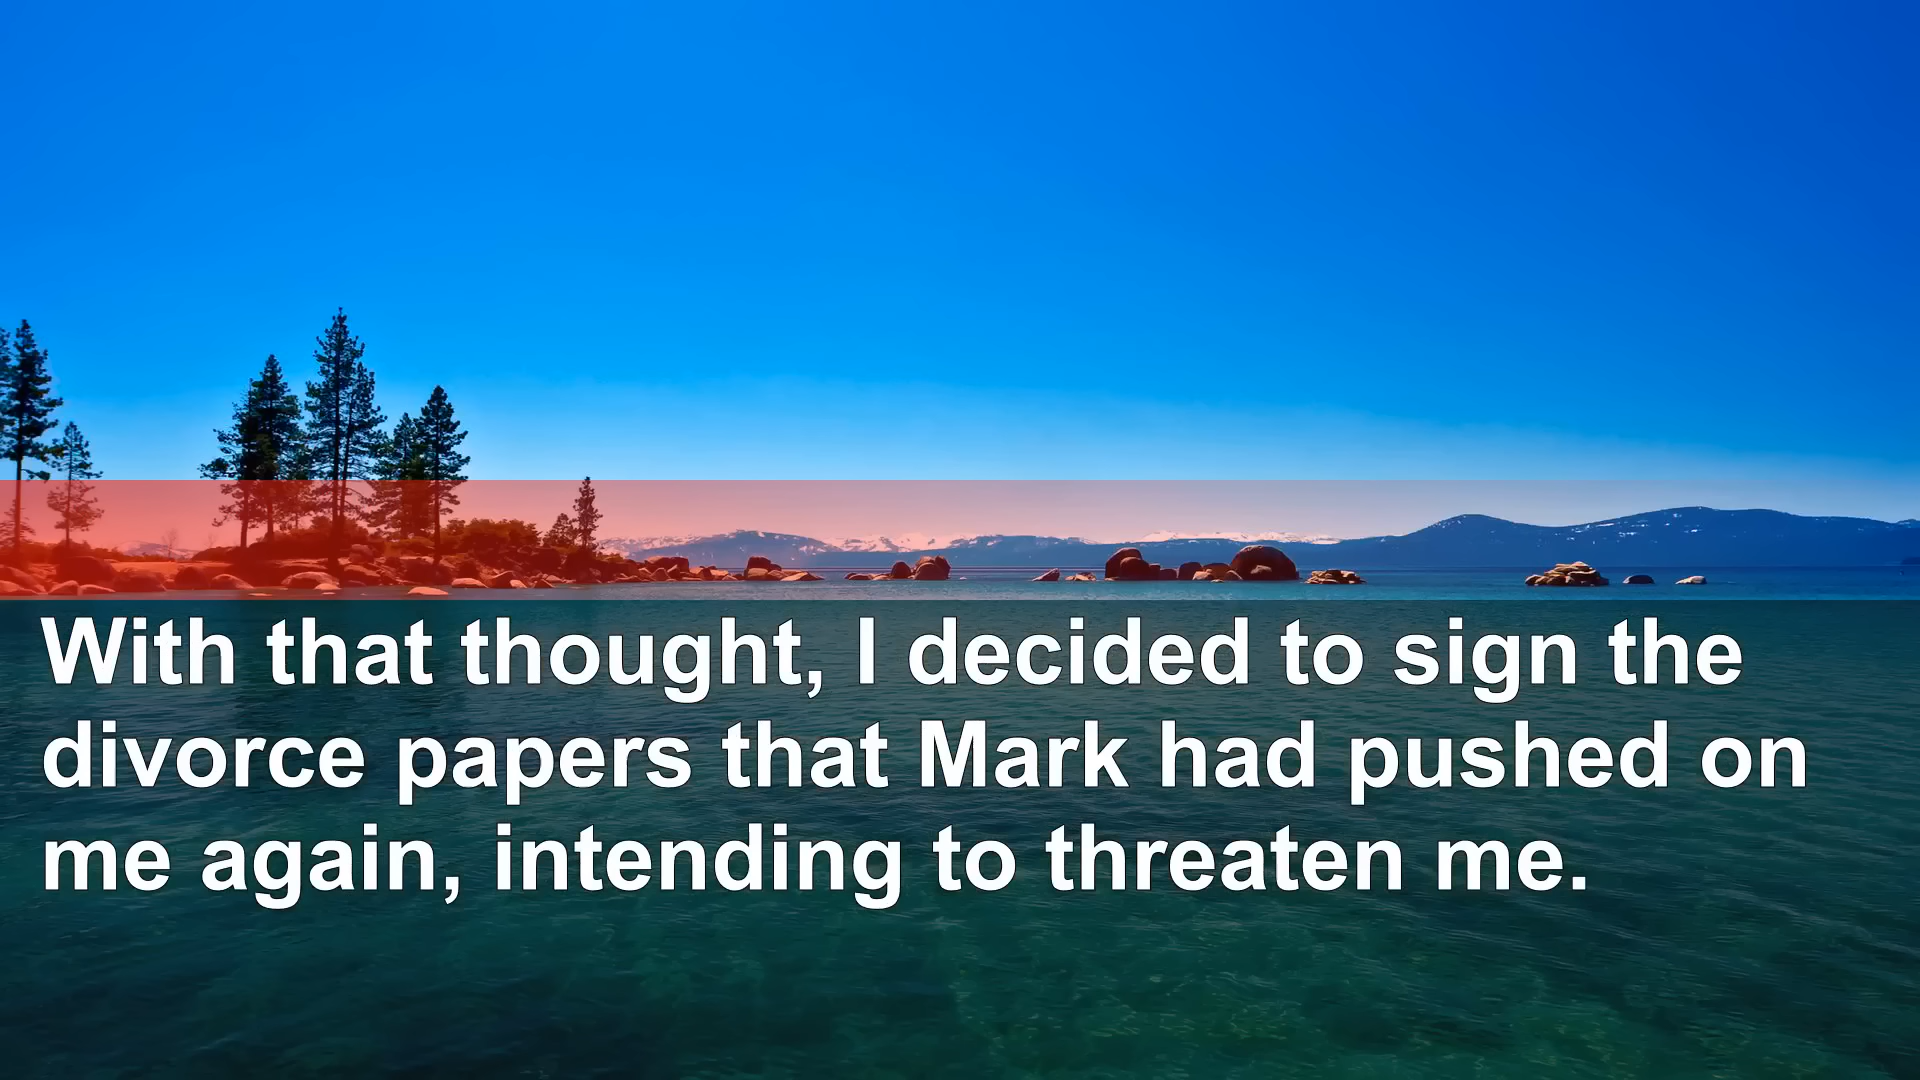 With that thought, I decided to sign the
divorce papers that Mark had pushed on
me again, intending to threaten me.